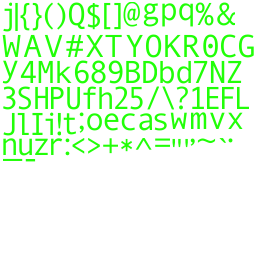 j|{}()Q$[]@gpq%&
WAV#XTYOKR0CG
y4Mk689BDbd7NZ
3SHPUfh25/\?1EFL
JlIi!t;oecaswmvx
nuzr:<>+*^="'~`·
_-